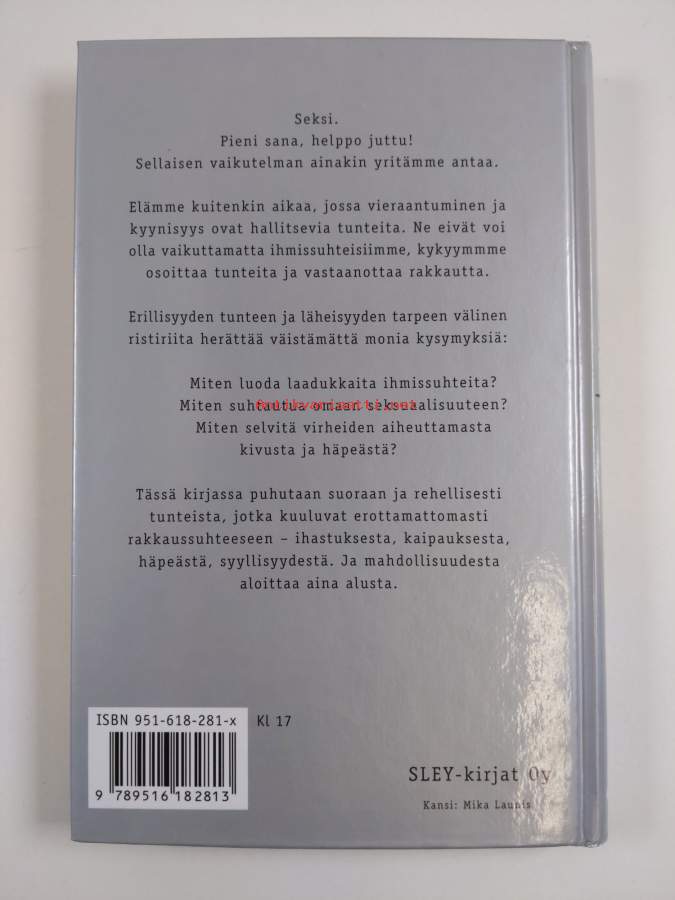 Seksi.
Pieni sana, helppo juttu!
Sellaisen vaikutelman ainakin yritämme antaa.
Elämme kuitenkin aikaa, jossa vieraantuminen ja
kyynisyys ovat hallitsevia tunteita. Ne eivät voi
olla vaikuttamatta ihmissuhteisiimme, kykyymmme
osoittaa tunteita ja vastaanottaa rakkautta.
Erillisyyden tunteen ja läheisyyden tarpeen välinen
ristiriita herättää väistämättä monia kysymyksiä:
Miten luoda laadukkaita ihmissuhteita?
Miten suhtautua omaan seksuaalisuuteen?
Antikvariaatti.net
Miten selvitä virheiden aiheuttamasta
kivusta ja häpeästä?
Tässä kirjassa puhutaan suoraan ja rehellisesti
tunteista, jotka kuuluvat erottamattomasti
rakkaussuhteeseen – ihastuksesta, kaipauksesta,
häpeästä, syyllisyydestä. Ja mahdollisuudesta
aloittaa aina alusta.
ISBN 951-618-281-x Kl 17
9 789516 182813
SLEY-kirjat Oy
Kansi: Mika Launis